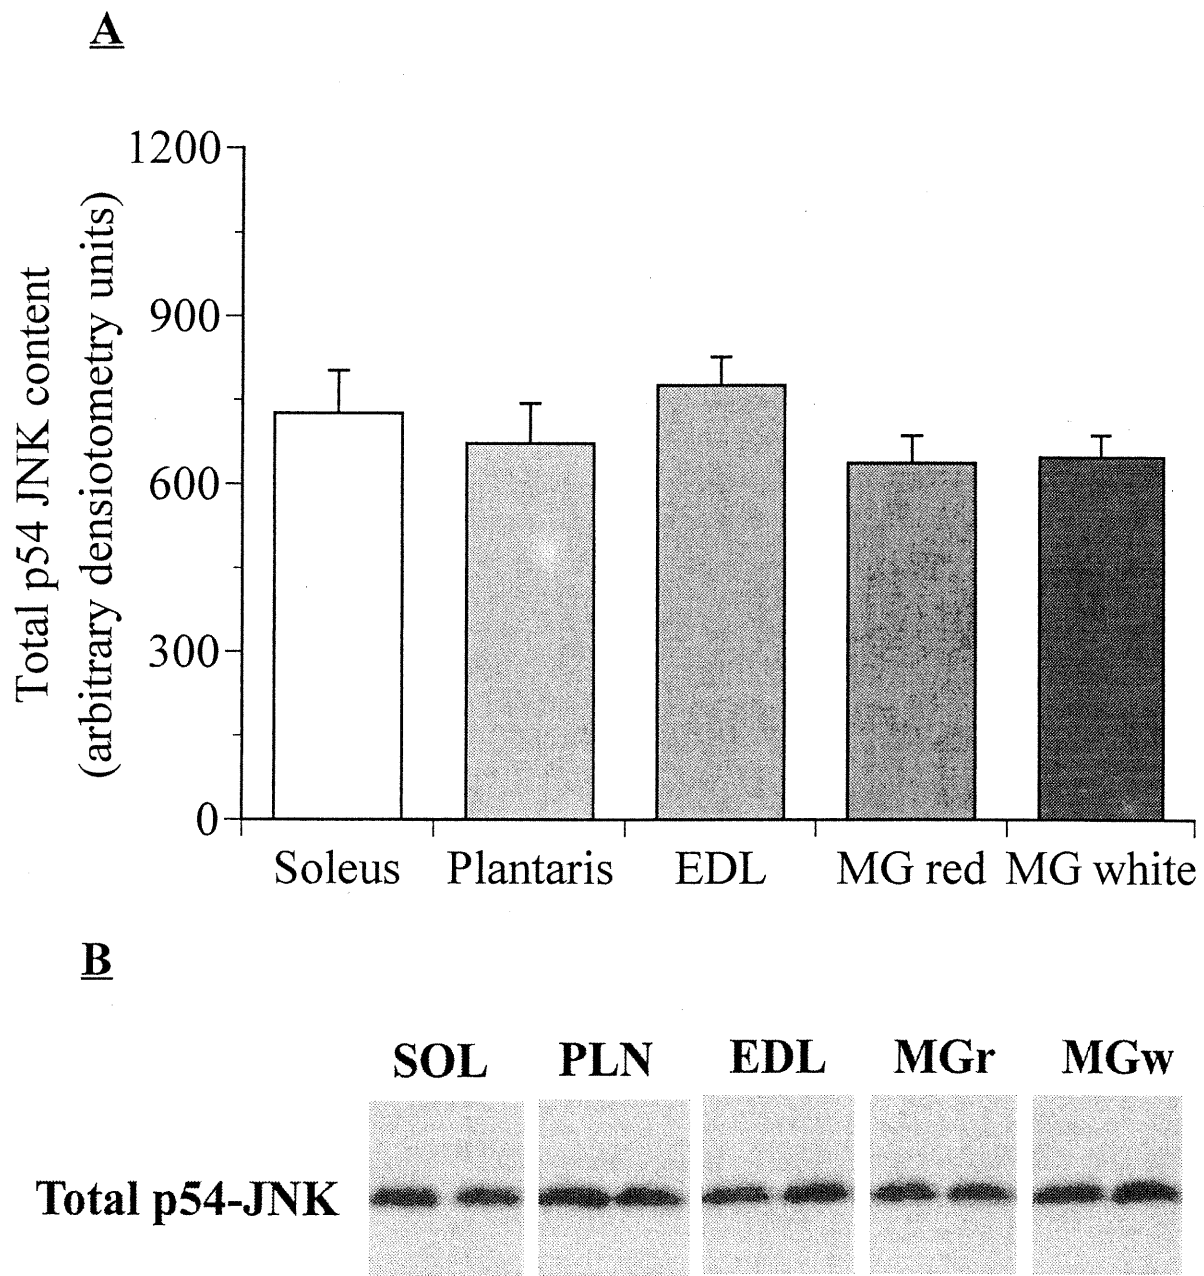 A
Total p54 JNK content
(arbitrary densiotometry units)
1200
900
600
300
0
Soleus Plantaris EDL MG red MG white
B
SOL PLN EDL MGr MGw
Total p54-JNK